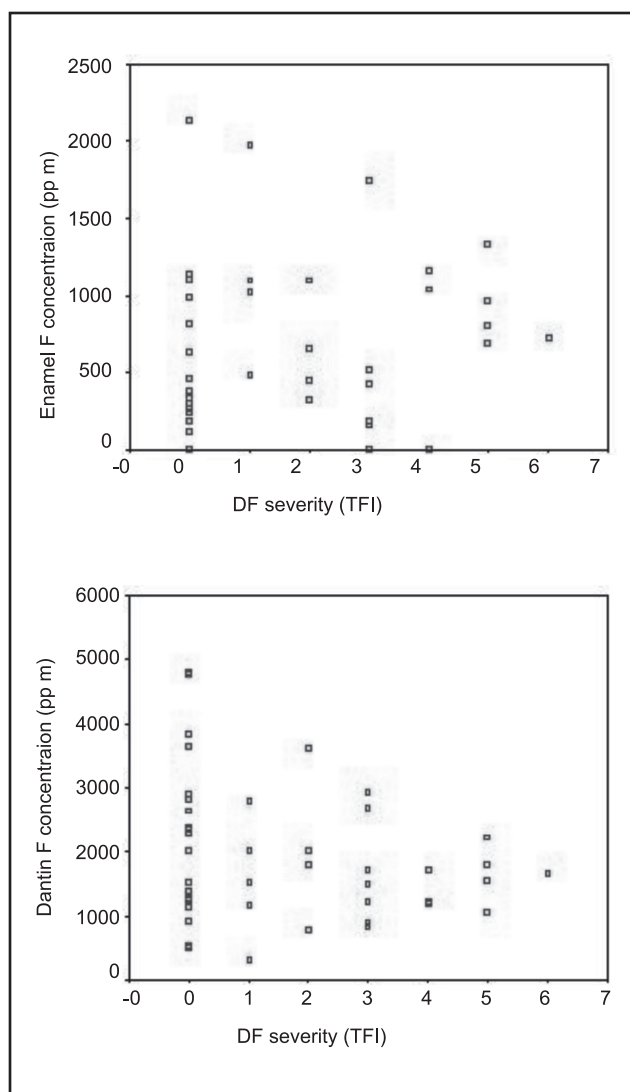 Enamel F concentraion (pp m)
2500
2000
1500
1000
500
0
-0 0 1 2 3 4 5 6 7
DF severity (TFI)
Dantin F concentraion (pp m)
6000
5000
4000
3000
2000
1000
0
-0 0 1 2 3 4 5 6 7
DF severity (TFI)